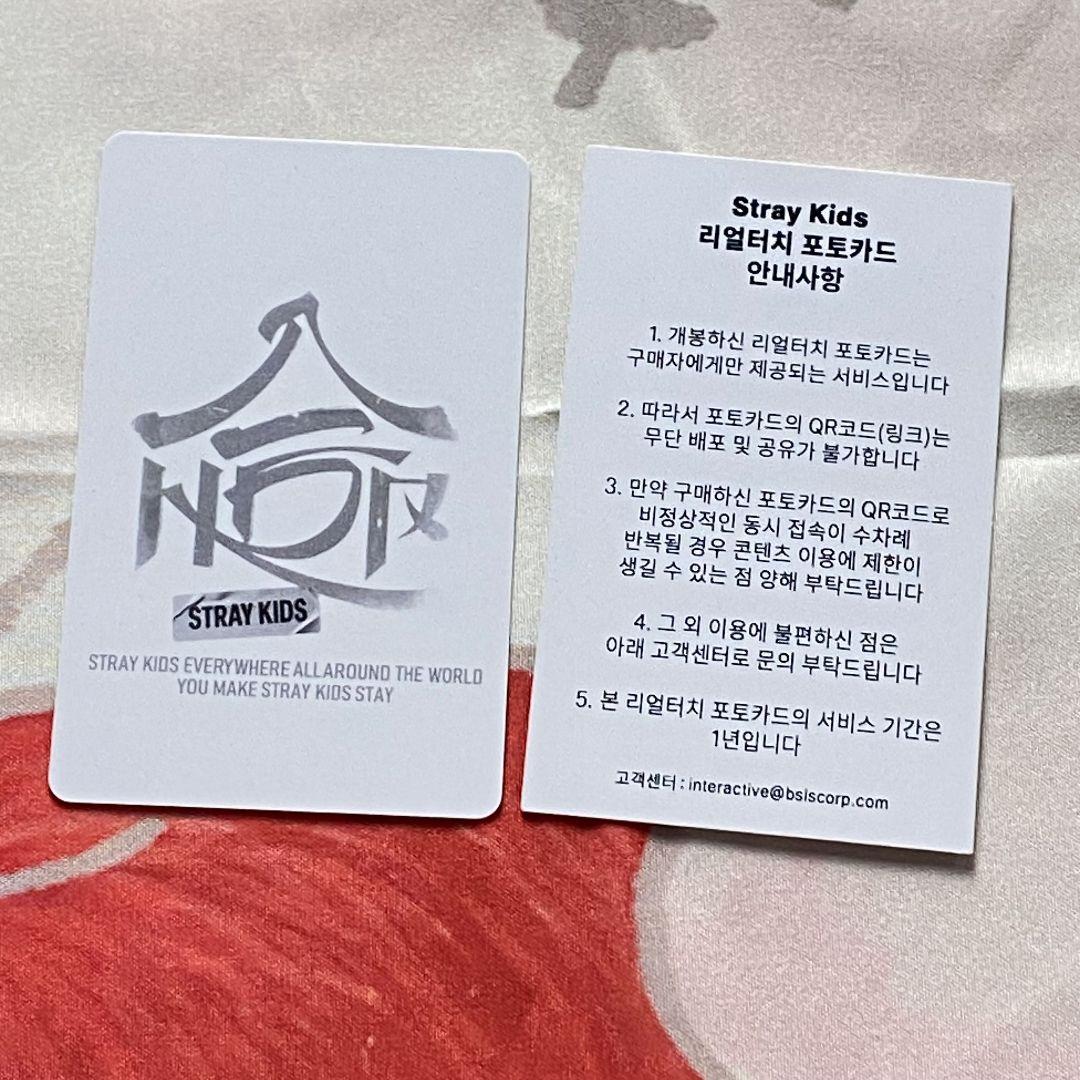 STRAY KIDS
STRAY KIDS EVERYWHERE ALL AROUND THE WORLD
YOU MAKE STRAY KIDS STAY
Stray Kids
리얼터치 포토카드
안내사항
1. 개봉하신 리얼터치 포토카드는
구매자에게만 제공되는 서비스입니다
2. 따라서 포토카드의 QR코드(링크)는
무단 배포 및 공유가 불가합니다
3. 만약 구매하신 포토카드의 QR코드로
비정상적인 동시 접속이 수차례
반복될 경우 콘텐츠 이용에 제한이
생길 수 있는 점 양해 부탁드립니다
4. 그 외 이용에 불편하신 점은
아래 고객센터로 문의 부탁드립니다
5. 본 리얼터치 포토카드의 서비스 기간은
1년입니다
고객센터 : interactive@bsiscorp.com